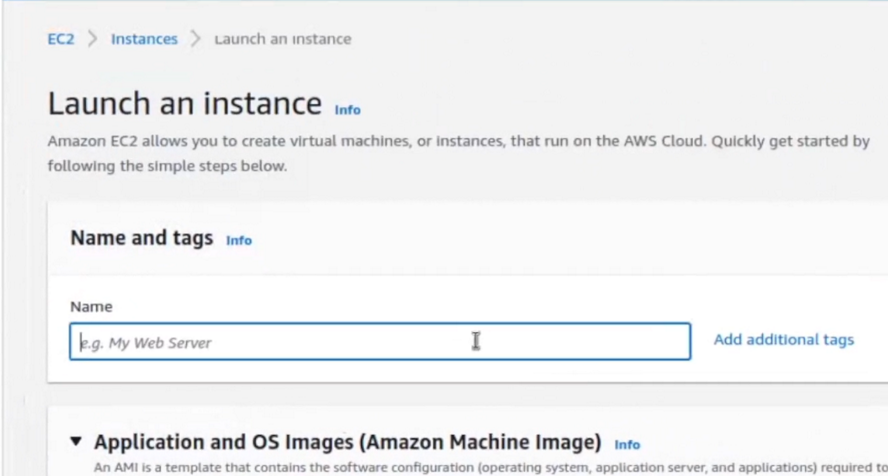 EC2 > Instances > Launch an instance
Launch an instance Info
Amazon EC2 allows you to create virtual machines, or instances, that run on the AWS Cloud. Quickly get started by
following the simple steps below.
Name and tags Info
Name
e.g. My Web Server
Add additional tags
Application and OS Images (Amazon Machine Image) Info
An AMI is a template that contains the software configuration (operating system, application server, and applications) required to